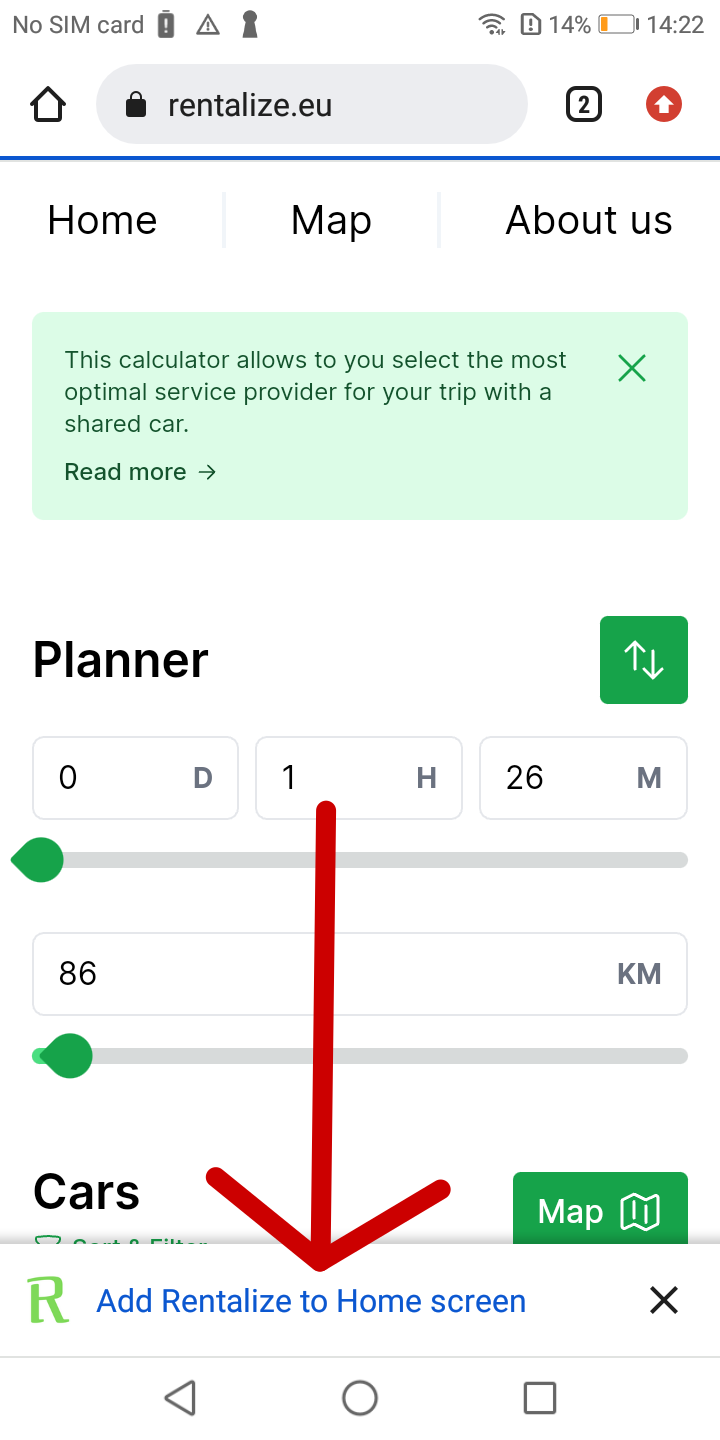 No SIM card 14% 14:22
rentalize.eu 2
Home Map About us
This calculator allows to you select the most
optimal service provider for your trip with a
shared car.
Read more →
Planner
0 D 1 H 26 M
86 KM
Cars
Map
Sort & Filter
R Add Rentalize to Home screen